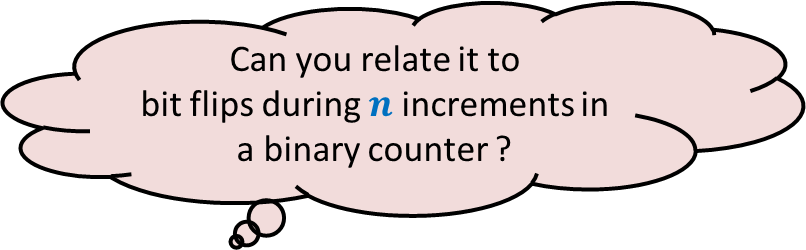 Can you relate it to
bit flips during n increments in
a binary counter ?